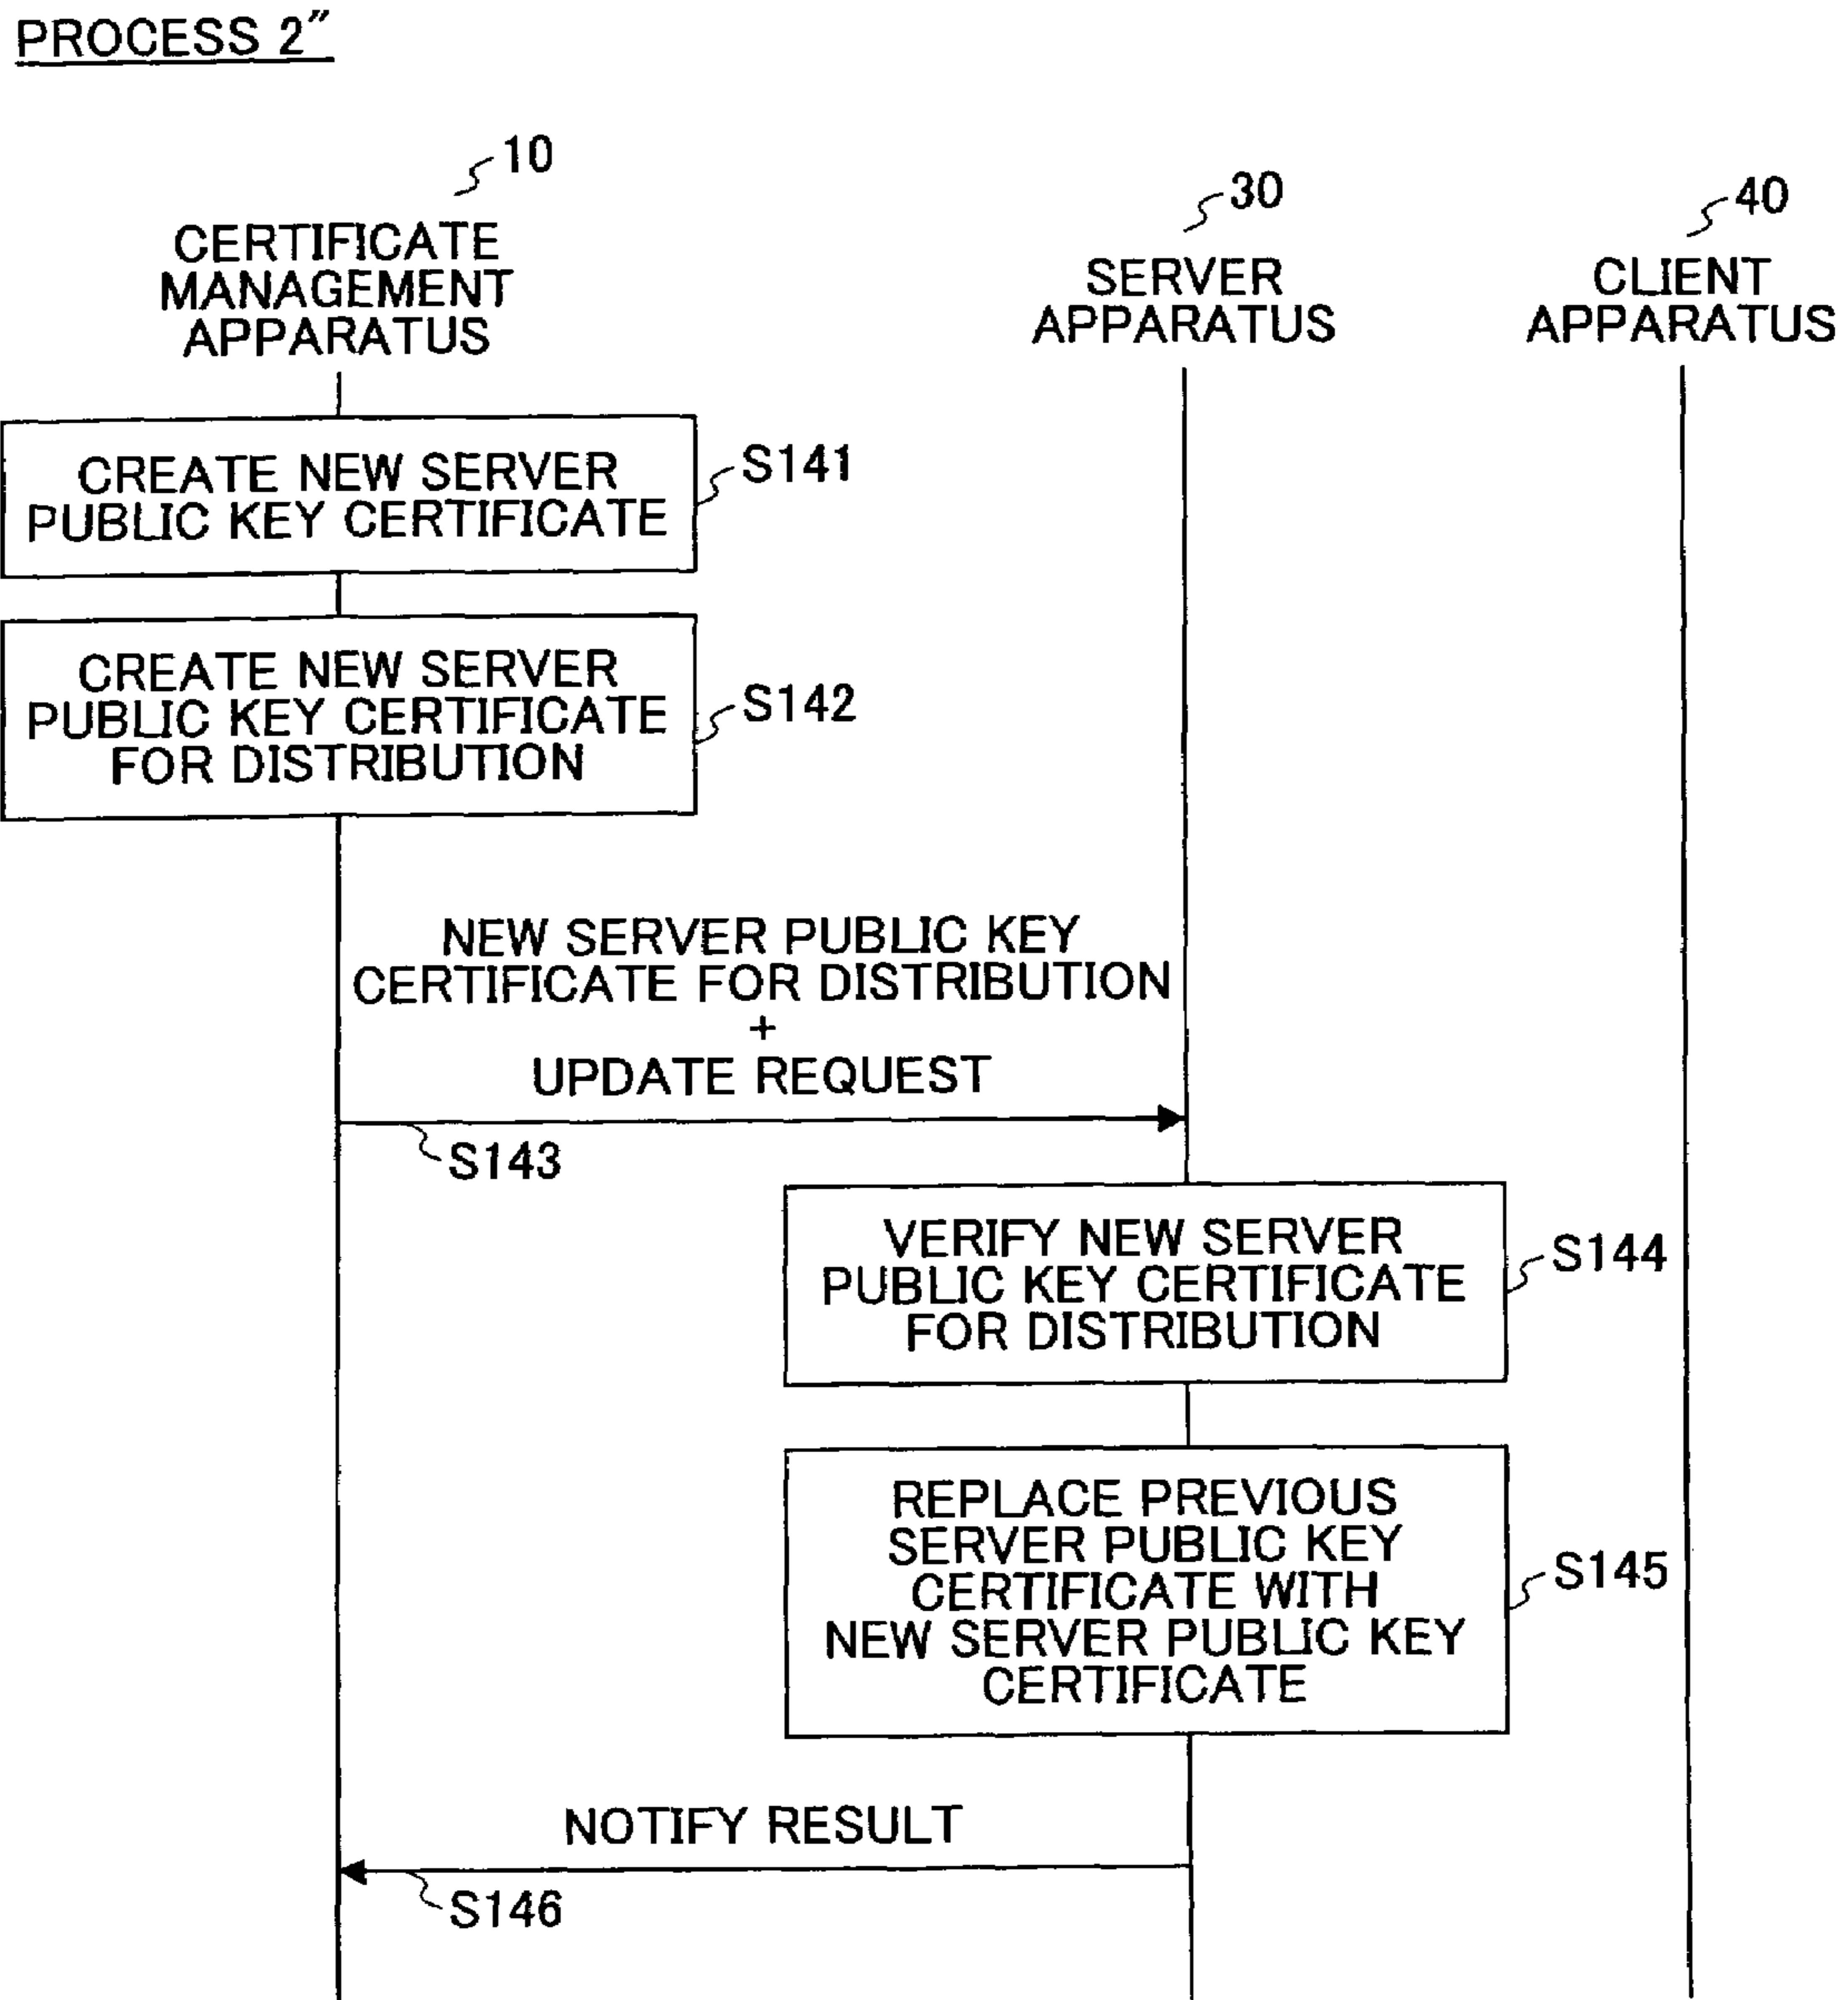 PROCESS 2"
10
CERTIFICATE
MANAGEMENT
APPARATUS
30
SERVER
APPARATUS
40
CLIENT
APPARATUS
CREATE NEW SERVER
PUBLIC KEY CERTIFICATE
S141
CREATE NEW SERVER
PUBLIC KEY CERTIFICATE
FOR DISTRIBUTION
S142
NEW SERVER PUBLIC KEY
CERTIFICATE FOR DISTRIBUTION
+
UPDATE REQUEST
S143
VERIFY NEW SERVER
PUBLIC KEY CERTIFICATE
FOR DISTRIBUTION
S144
REPLACE PREVIOUS
SERVER PUBLIC KEY
CERTIFICATE WITH
NEW SERVER PUBLIC KEY
CERTIFICATE
S145
NOTIFY RESULT
S146